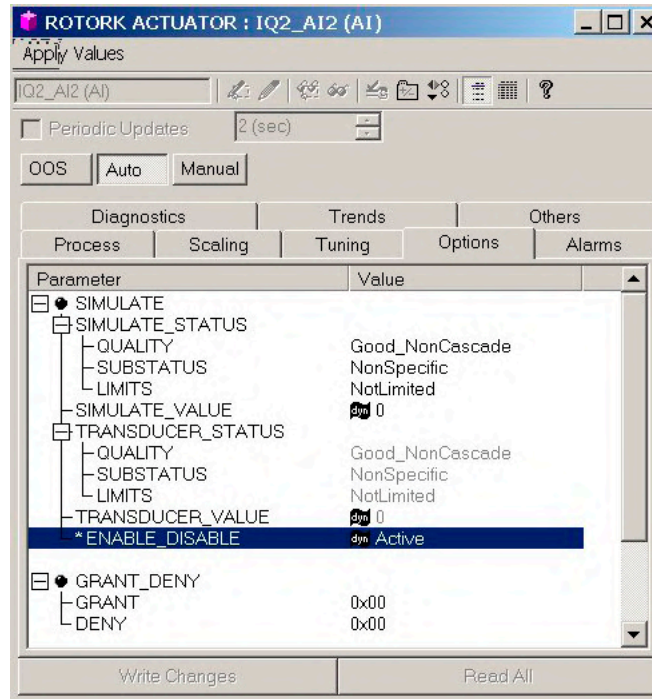 ROTORK ACTUATOR : IQ2_AI2 (AI)
Apply Values
IQ2_AI2 (AI)
Periodic Updates 2 (sec)
OOS Auto Manual
Diagnostics Trends Others
Process Scaling Tuning Options Alarms
Parameter Value
SIMULATE
SIMULATE_STATUS
QUALITY Good_NonCascade
SUBSTATUS NonSpecific
LIMITS NotLimited
SIMULATE_VALUE dyn 0
TRANSDUCER_STATUS
QUALITY Good_NonCascade
SUBSTATUS NonSpecific
LIMITS NotLimited
TRANSDUCER_VALUE dyn 0
* ENABLE_DISABLE dyn Active
GRANT_DENY
GRANT 0x00
DENY 0x00
Write Changes Read All